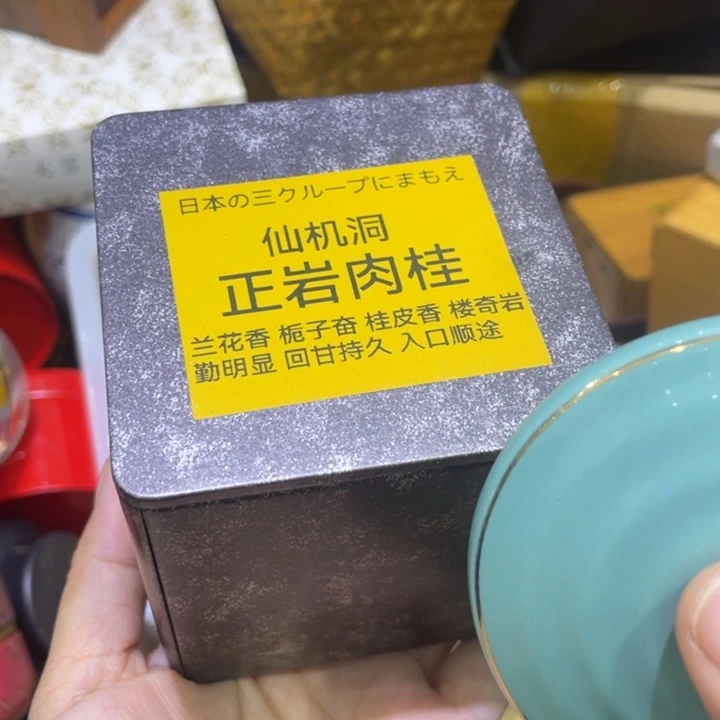 日本の三クループにまもえ
仙机洞
正岩肉桂
兰花香 栀子奋 桂皮香 楼奇岩
勤明显 回甘持久 入口顺途